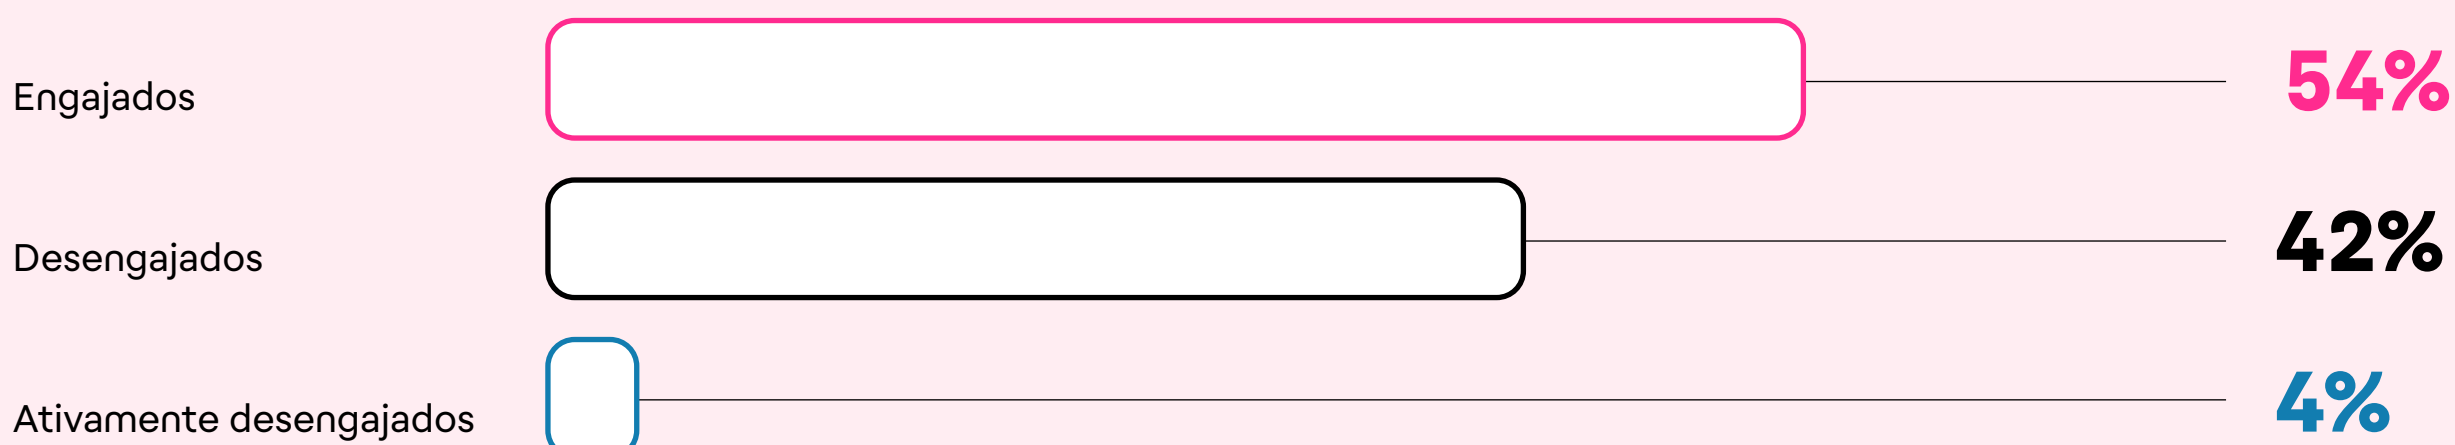 Engajados 54%
Desengajados 42%
Ativamente desengajados 4%